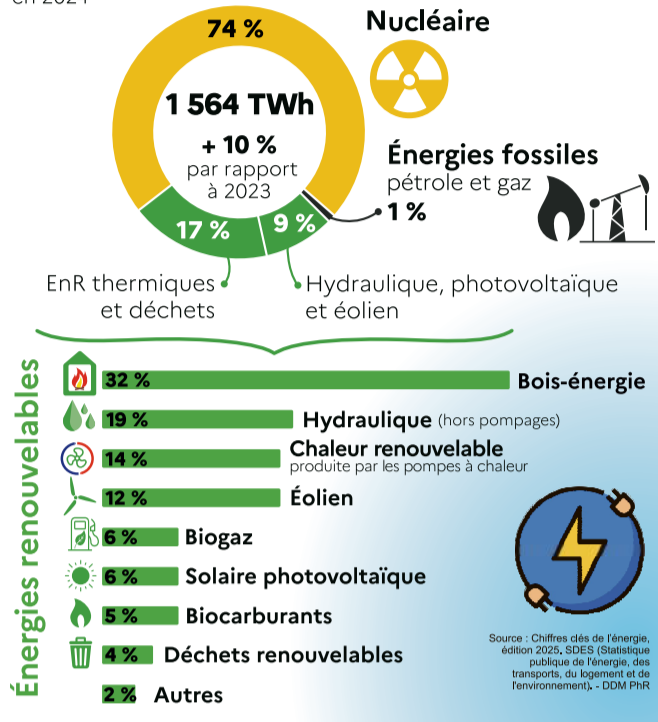 en 2024
74 %
Nucléaire
1 564 TWh
+ 10 %
par rapport
à 2023
Énergies fossiles
pétrole et gaz
1 %
17 %
9 %
EnR thermiques
et déchets
Hydraulique, photovoltaïque
et éolien
Énergies renouvelables
32 % Bois-énergie
19 % Hydraulique (hors pompages)
14 % Chaleur renouvelable
produite par les pompes à chaleur
12 % Éolien
6 % Biogaz
6 % Solaire photovoltaïque
5 % Biocarburants
4 % Déchets renouvelables
2 % Autres
Source : Chiffres clés de l'énergie,
édition 2025, SDES (Statistique
publique de l'énergie, des
transports, du logement et de
l'environnement). - DDM PhR